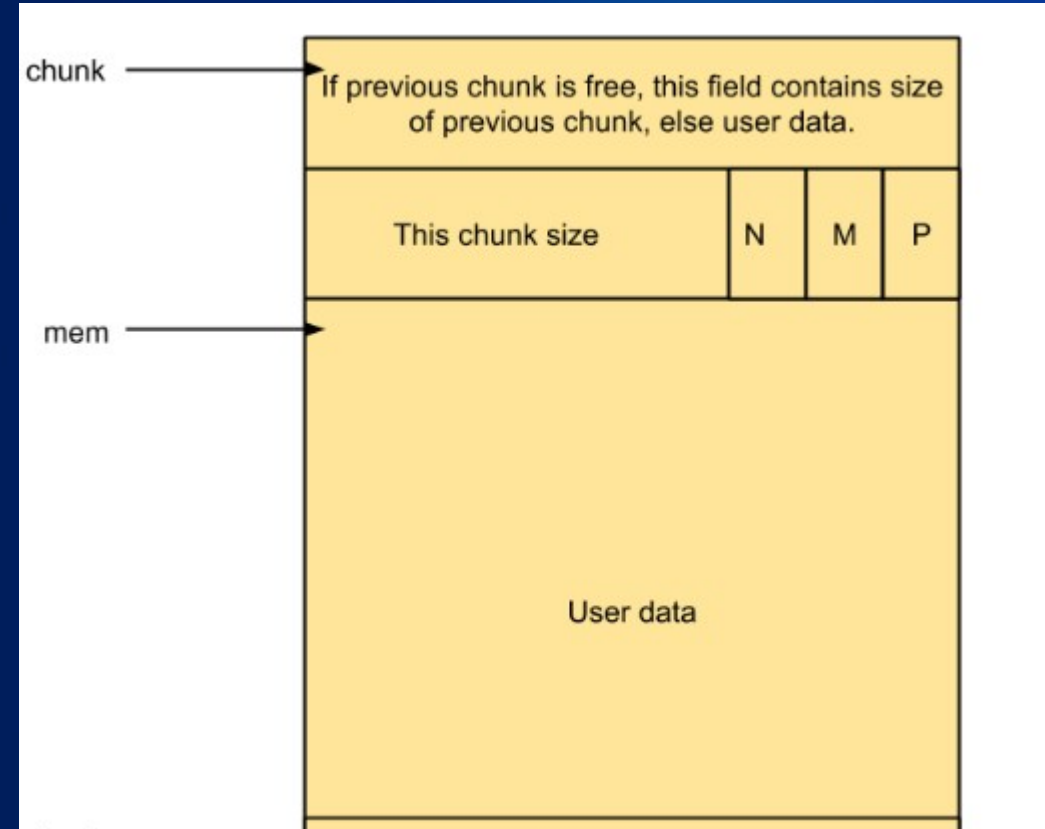 chunk
If previous chunk is free, this field contains size
of previous chunk, else user data.
This chunk size
N
M
P
mem
User data